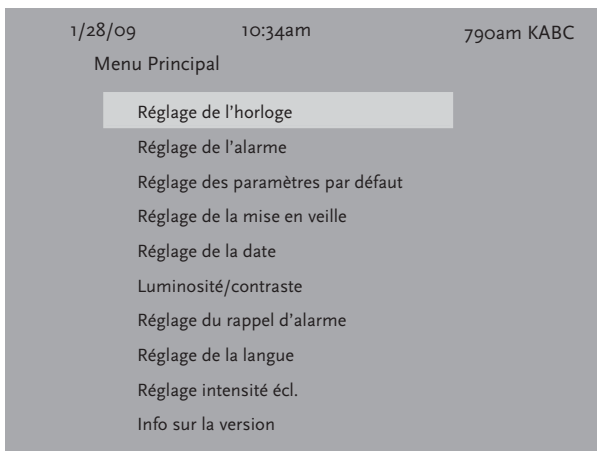 1/28/09 10:34am 790am KABC
Menu Principal
Réglage de l'horloge
Réglage de l'alarme
Réglage des paramètres par défaut
Réglage de la mise en veille
Réglage de la date
Luminosité/contraste
Réglage du rappel d'alarme
Réglage de la langue
Réglage intensité écl.
Info sur la version